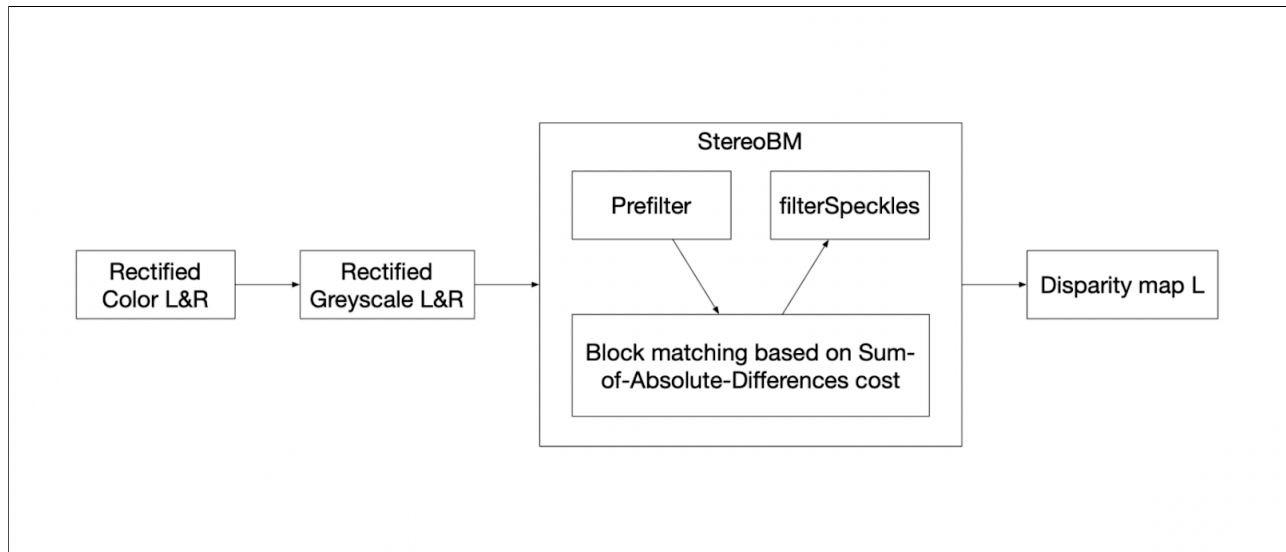 StereoBM
Prefilter
filterSpeckles
Rectified
Color L&R
Rectified
Greyscale L&R
Disparity map L
Block matching based on Sum-
of-Absolute-Differences cost